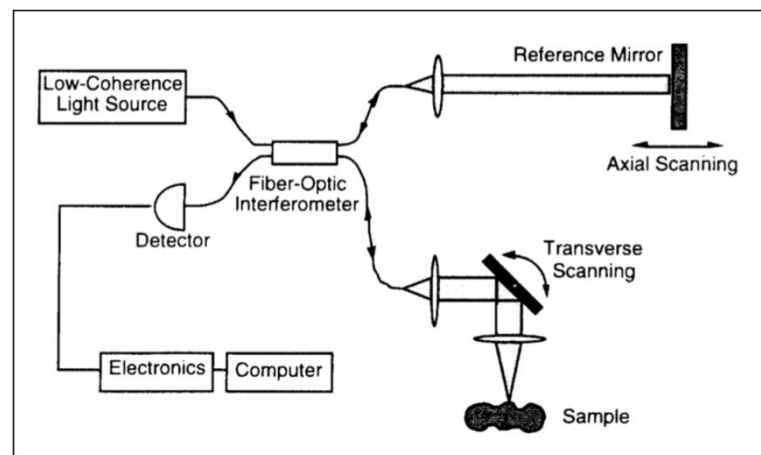 Low-Coherence
Light Source
Reference Mirror
Axial Scanning
Fiber-Optic
Interferometer
Detector
Transverse
Scanning
Electronics
Computer
Sample